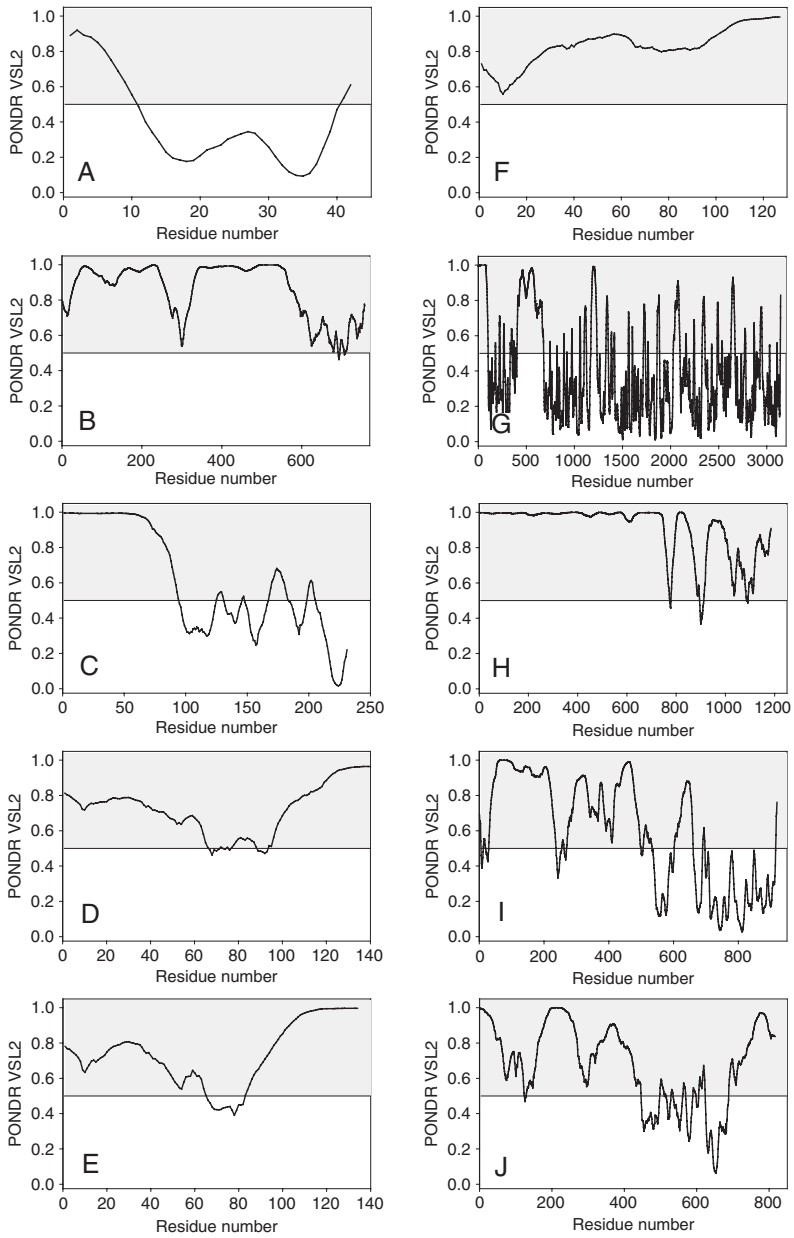 1.0
0.8
0.6
0.4
0.2
0.0
PONDR VSL2
A
0 10 20 30 40
Residue number
1.0
0.8
0.6
0.4
0.2
0.0
PONDR VSL2
F
0 20 40 60 80 100 120
Residue number
1.0
0.8
0.6
0.4
0.2
0.0
PONDR VSL2
B
0 200 400 600
Residue number
1.0
0.8
0.6
0.4
0.2
0.0
PONDR VSL2
G
0 500 1000 1500 2000 2500 3000
Residue number
1.0
0.8
0.6
0.4
0.2
0.0
PONDR VSL2
C
0 50 100 150 200 250
Residue number
1.0
0.8
0.6
0.4
0.2
0.0
PONDR VSL2
H
0 200 400 600 800 1000 1200
Residue number
1.0
0.8
0.6
0.4
0.2
0.0
PONDR VSL2
D
0 20 40 60 80 100 120 140
Residue number
1.0
0.8
0.6
0.4
0.2
0.0
PONDR VSL2
I
0 200 400 600 800
Residue number
1.0
0.8
0.6
0.4
0.2
0.0
PONDR VSL2
E
0 20 40 60 80 100 120 140
Residue number
1.0
0.8
0.6
0.4
0.2
0.0
PONDR VSL2
J
0 200 400 600 800
Residue number